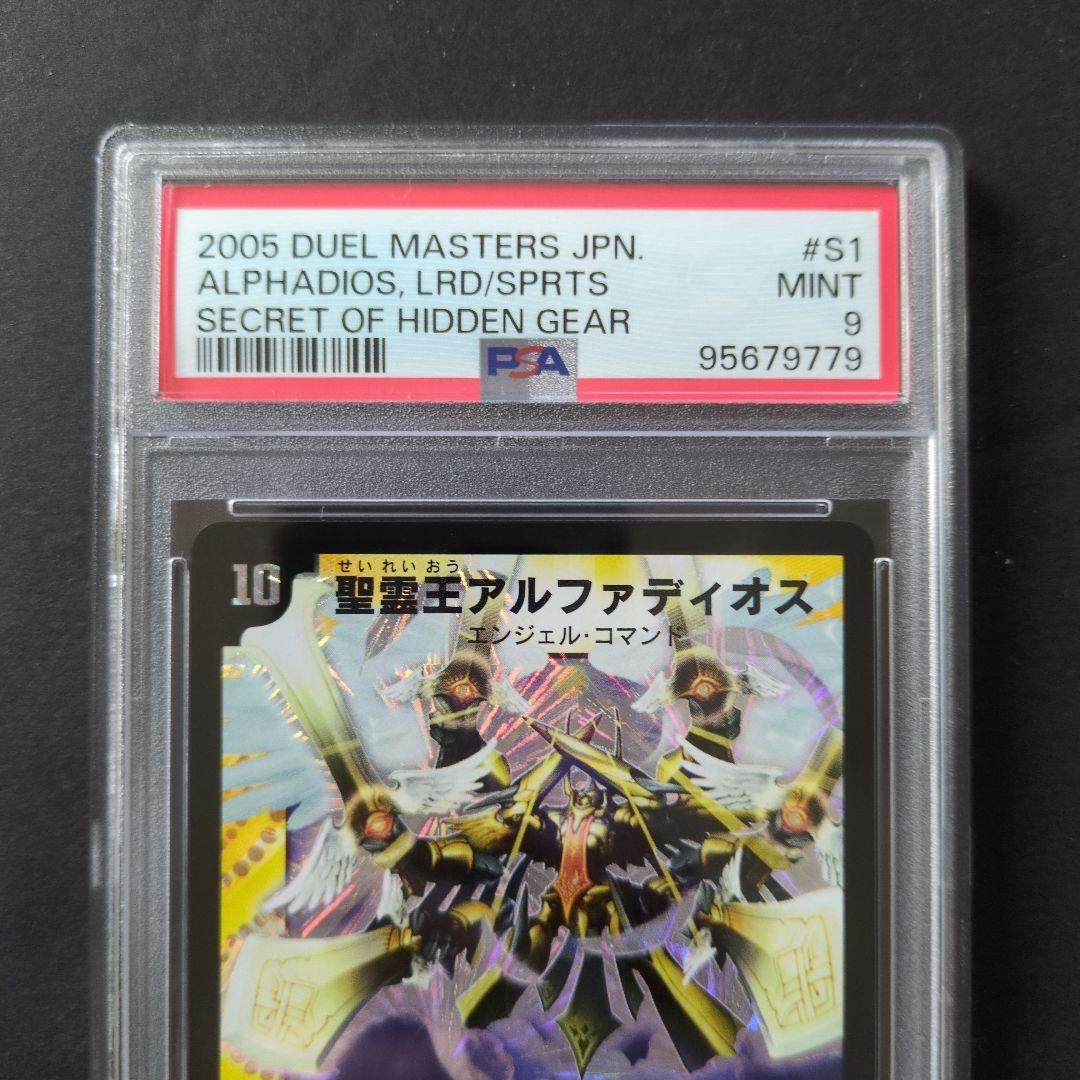 2005 DUEL MASTERS JPN. #S1
ALPHADIOS, LRD/SPRTS MINT
SECRET OF HIDDEN GEAR 9
PSA 95679779
10
せいれいおう
聖霊王アルファディオス
エンジェル・コマンド